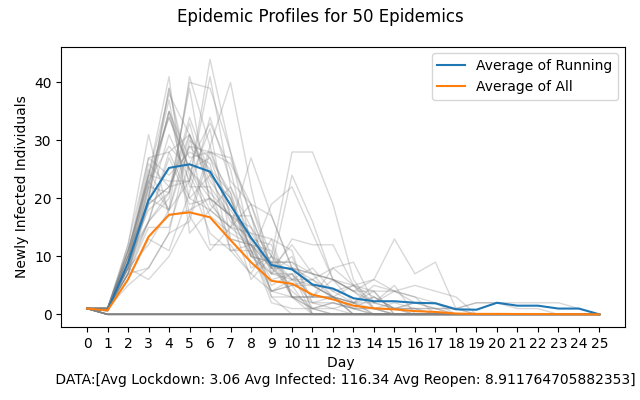 Epidemic Profiles for 50 Epidemics
Average of Running
Average of All
Newly Infected Individuals
40
30
20
10
0
0 1 2 3 4 5 6 7 8 9 10 11 12 13 14 15 16 17 18 19 20 21 22 23 24 25
Day
DATA:[Avg Lockdown: 3.06 Avg Infected: 116.34 Avg Reopen: 8.911764705882353]